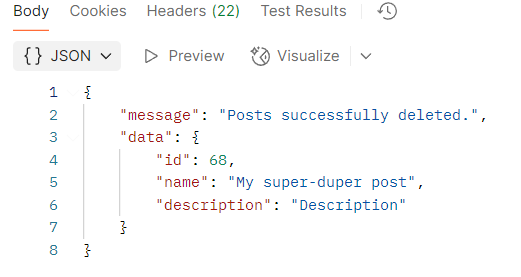 Body Cookies Headers (22) Test Results
{} JSON Preview Visualize
1 {
2     "message": "Posts successfully deleted.",
3     "data": {
4         "id": 68,
5         "name": "My super-duper post",
6         "description": "Description"
7     }
8 }